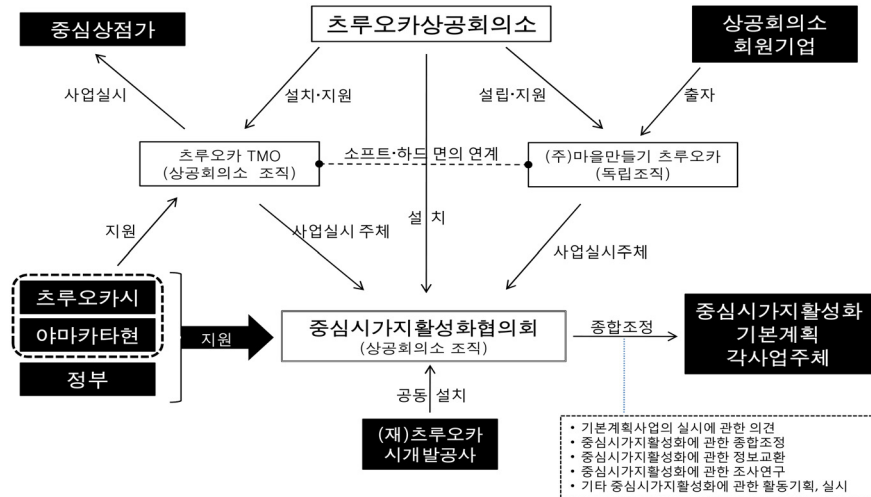 중심상점가
츠루오카상공회의소
상공회의소
회원기업
사업실시
설치·지원
설립·지원
출자
츠루오카 TMO
(상공회의소 조직)
소프트·하드 면의 연계
(주)마을만들기 츠루오카
(독립조직)
지원
사업실시 주체
설 치
사업실시주체
츠루오카시
야마카타현
정부
지원
중심시가지활성화협의회
(상공회의소 조직)
종합조정
중심시가지활성화
기본계획
각사업주체
공동 설치
(재)츠루오카
시개발공사
• 기본계획사업의 실시에 관한 의견
• 중심시가지활성화에 관한 종합조정
• 중심시가지활성화에 관한 정보교환
• 중심시가지활성화에 관한 조사연구
• 기타 중심시가지활성화에 관한 활동기획, 실시